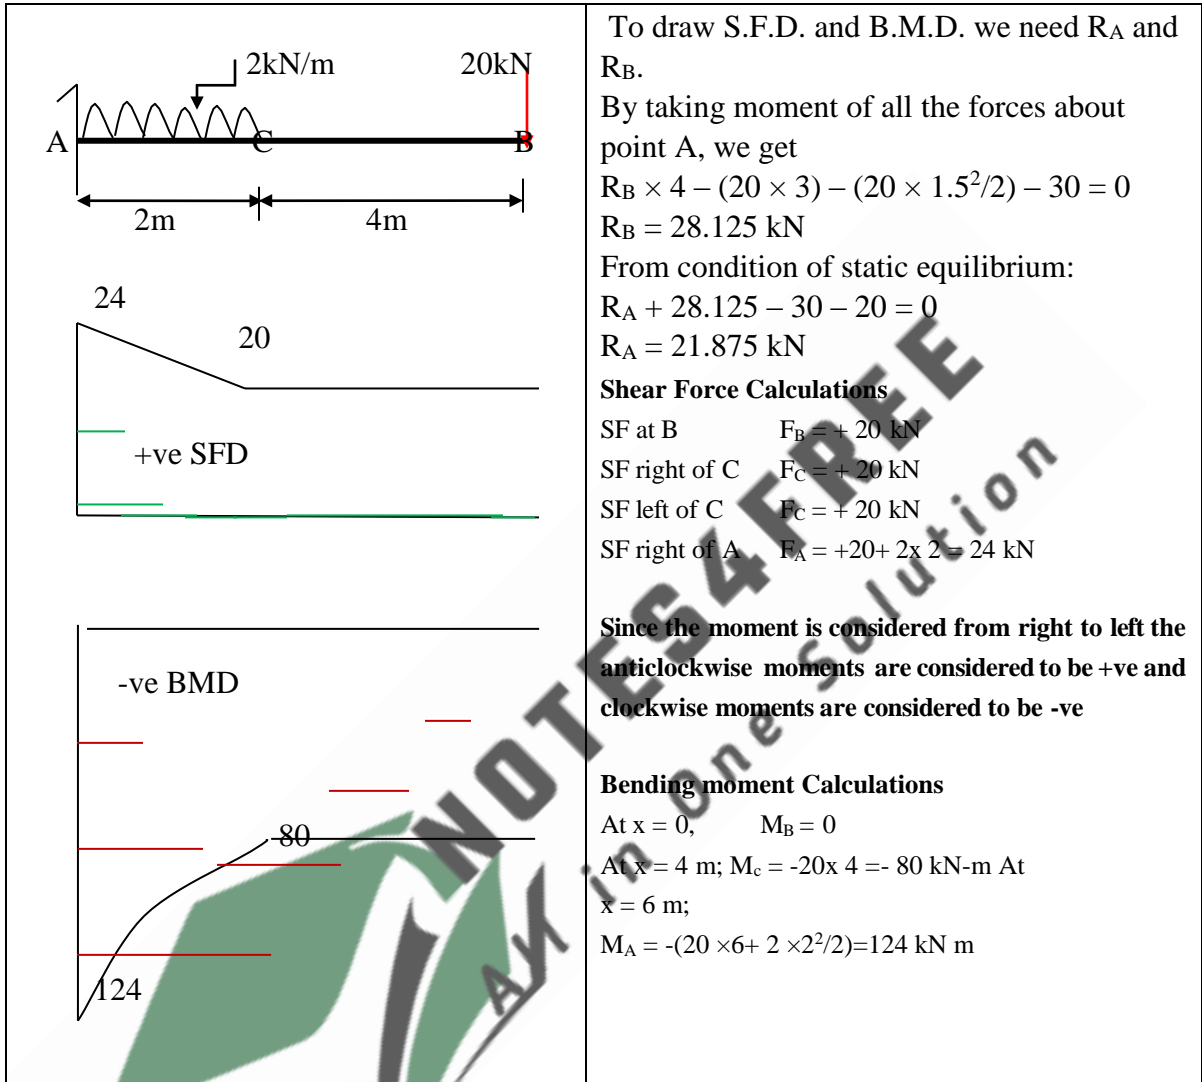 2kN/m 20kN
A C B
2m 4m
24
20
+ve SFD
-ve BMD
80
124
To draw S.F.D. and B.M.D. we need RA and
RB.
By taking moment of all the forces about
point A, we get
RB × 4 – (20 × 3) – (20 × 1.5²/2) – 30 = 0
RB = 28.125 kN
From condition of static equilibrium:
RA + 28.125 – 30 – 20 = 0
RA = 21.875 kN
Shear Force Calculations
SF at B FB = + 20 kN
SF right of C FC = + 20 kN
SF left of C FC = + 20 kN
SF right of A FA = +20+ 2x 2 = 24 kN
Since the moment is considered from right to left the
anticlockwise moments are considered to be +ve and
clockwise moments are considered to be -ve
Bending moment Calculations
At x = 0, MB = 0
At x = 4 m; Mc = -20x 4 =- 80 kN-m At
x = 6 m;
MA = -(20 ×6+ 2 ×2²/2)=124 kN m
NOTES4FREE
All in One Solution